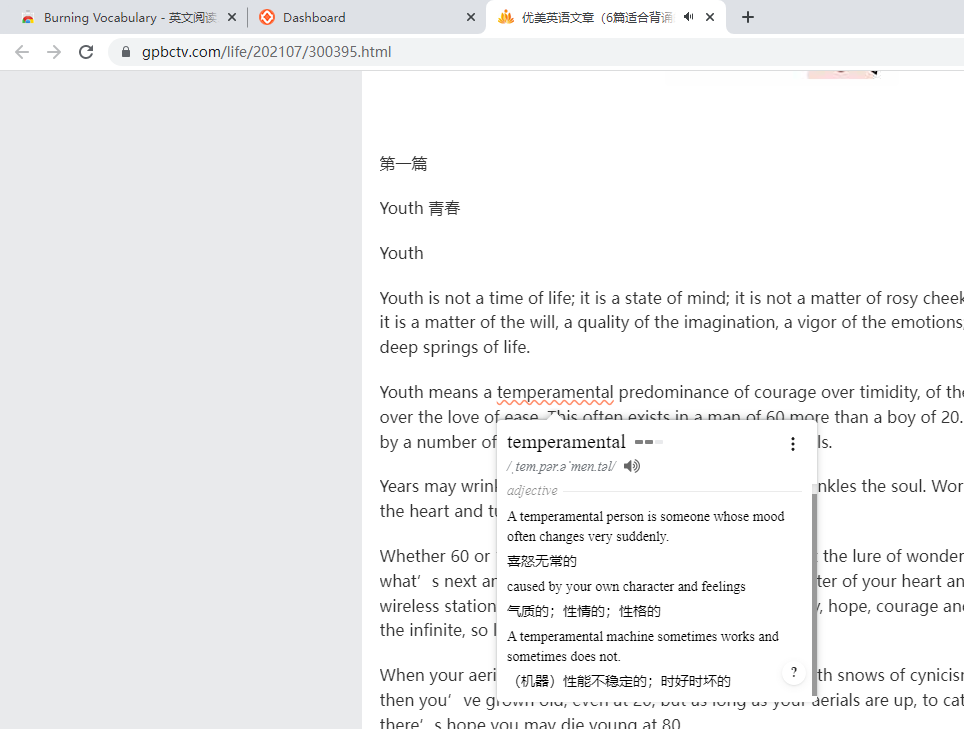 Burning Vocabulary - 英文阅读
Dashboard
优美英语文章（6篇适合背诵
gpbctv.com/life/202107/300395.html
第一篇
Youth 青春
Youth
Youth is not a time of life; it is a state of mind; it is not a matter of rosy cheek
it is a matter of the will, a quality of the imagination, a vigor of the emotions;
deep springs of life.
Youth means a temperamental predominance of courage over timidity, of the
over the love of ease. This often exists in a man of 60 more than a boy of 20.
by a number of ls.
temperamental
/ˌtem.pər.əˈmen.təl/
adjective
A temperamental person is someone whose mood
often changes very suddenly.
喜怒无常的
caused by your own character and feelings
气质的；性情的；性格的
A temperamental machine sometimes works and
sometimes does not.
（机器）性能不稳定的；时好时坏的
?
Years may wrink nkles the soul. Wor
the heart and tu
Whether 60 or the lure of wonder
what’s next an ter of your heart an
wireless station y, hope, courage and
the infinite, so l
When your aeri th snows of cynicis
then you’ve grown old, even at 20; but as long as your aerials are up, to cat
there’s hope you may die young at 80.